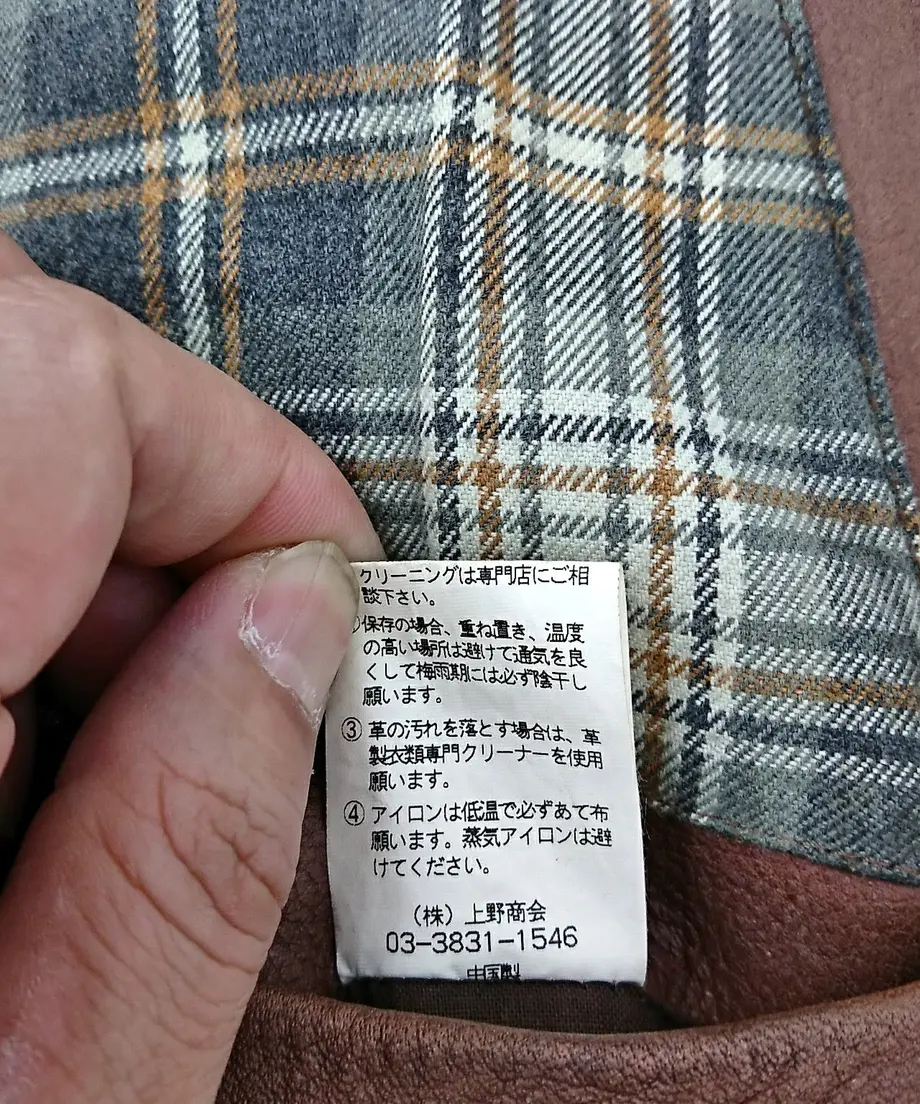 クリーニングは専門店にご相
談下さい。
保存の場合、重ね置き、温度
の高い場所は避けて通気を良
くして梅雨期には必ず陰干し
願います。
③ 革の汚れを落とす場合は、革
製衣類専門クリーナーを使用
願います。
④ アイロンは低温で必ずあて布
願います。蒸気アイロンは避
けてください。
（株）上野商会
03-3831-1546
中国製